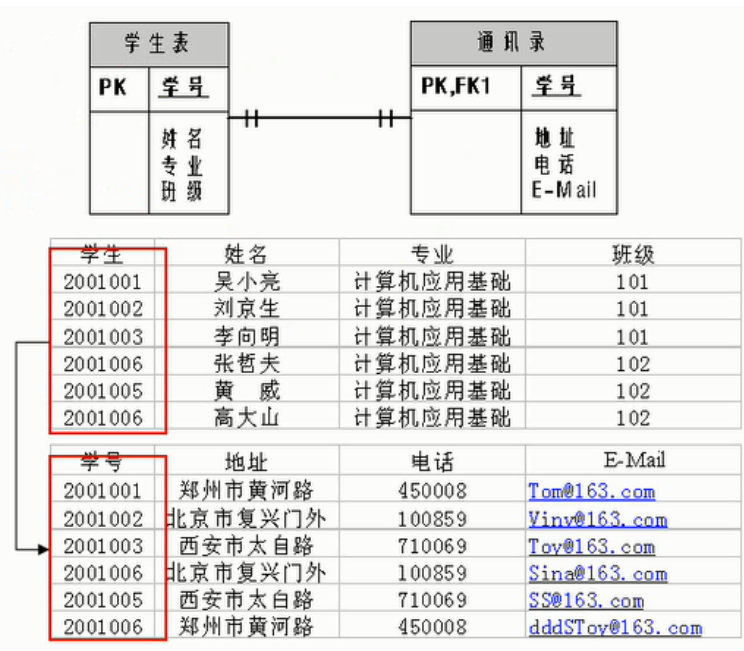 学生表 通讯录
PK 学号 PK,FK1 学号
姓名 地址
专业 电话
班级 E-Mail
学生 姓名 专业 班级
2001001 吴小亮 计算机应用基础 101
2001002 刘京生 计算机应用基础 101
2001003 李向明 计算机应用基础 101
2001006 张哲夫 计算机应用基础 102
2001005 黄 威 计算机应用基础 102
2001006 高大山 计算机应用基础 102
学号 地址 电话 E-Mail
2001001 郑州市黄河路 450008 Tom@163.com
2001002 北京市复兴门外 100859 Vinv@163.com
2001003 西安市太白路 710069 Toy@163.com
2001006 北京市复兴门外 100859 Sina@163.com
2001005 西安市太白路 710069 SS@163.com
2001006 郑州市黄河路 450008 dddSToy@163.com